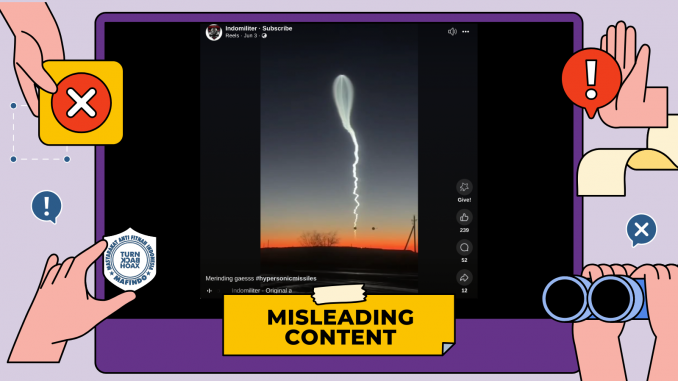 Indomiliter · Subscribe
Reels · Jun 3 ·
Give!
239
52
12
Merinding gaesss #hypersonicmissiles
Indomiliter - Original a
MASYARAKAT ANTI FITNAH INDONESIA
TURN
BACK
HOAX
MAFINDO
MISLEADING
CONTENT